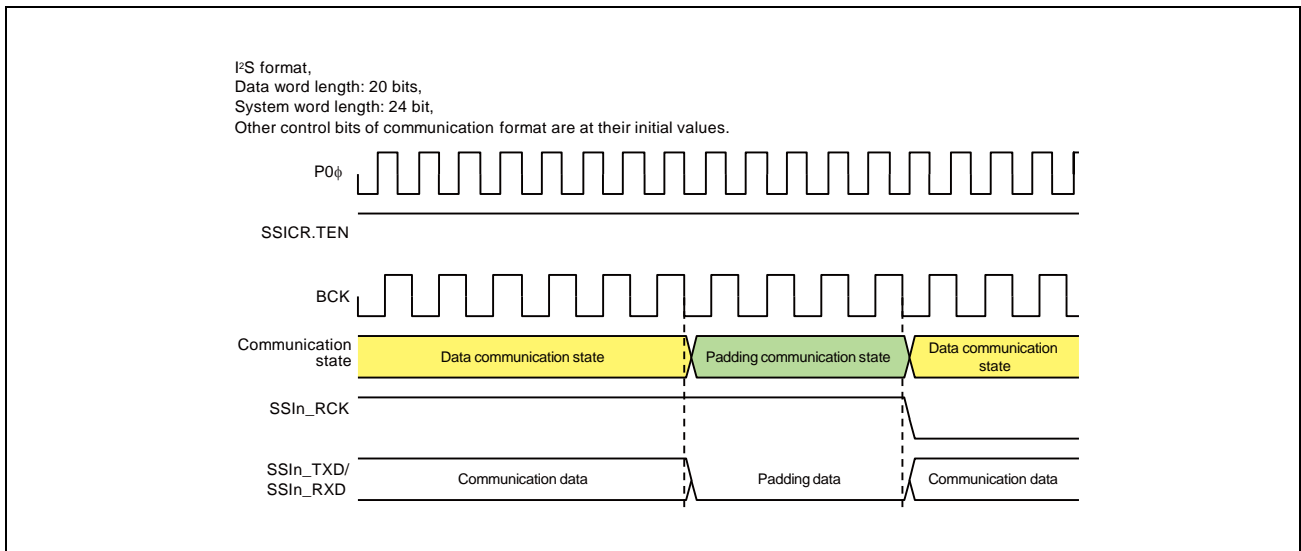 I²S format,
Data word length: 20 bits,
System word length: 24 bit,
Other control bits of communication format are at their initial values.
P0ϕ
SSICR.TEN
BCK
Communication
state
Data communication state
Padding communication state
Data communication
state
SSIn_RCK
SSIn_TXD/
SSIn_RXD
Communication data
Padding data
Communication data